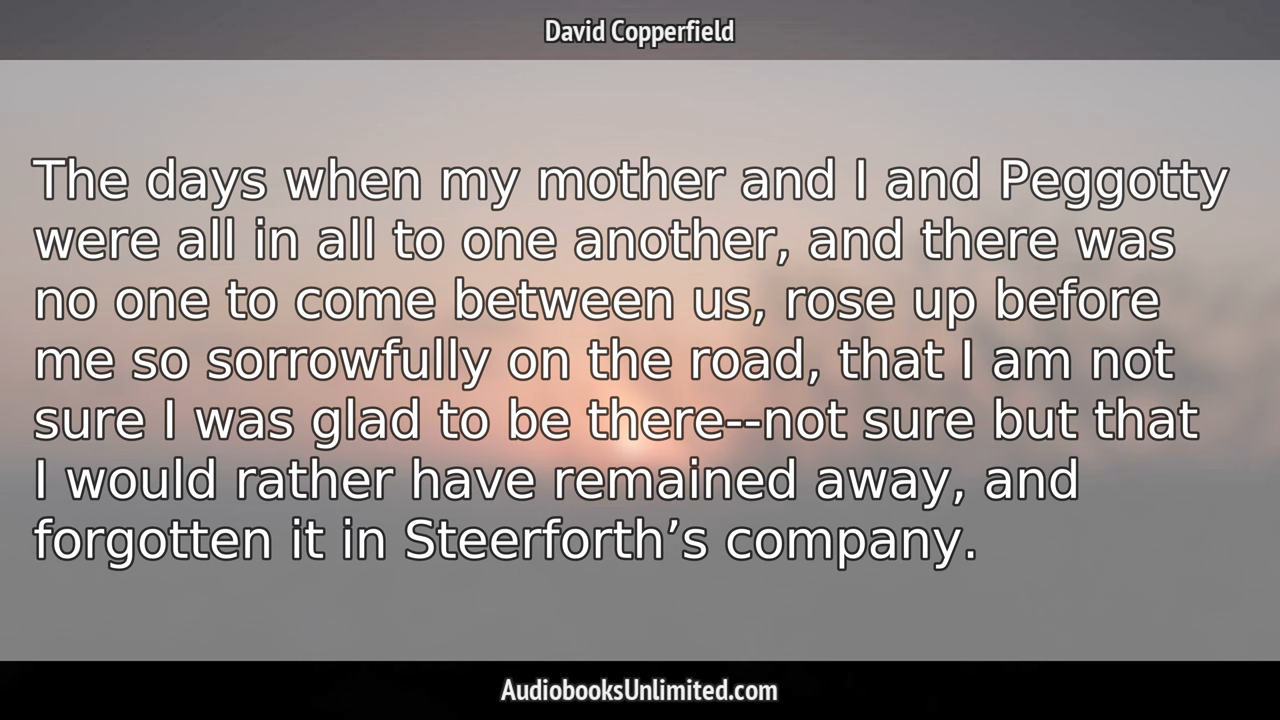 David Copperfield
The days when my mother and I and Peggotty
were all in all to one another, and there was
no one to come between us, rose up before
me so sorrowfully on the road, that I am not
sure I was glad to be there--not sure but that
I would rather have remained away, and
forgotten it in Steerforth’s company.
AudiobooksUnlimited.com